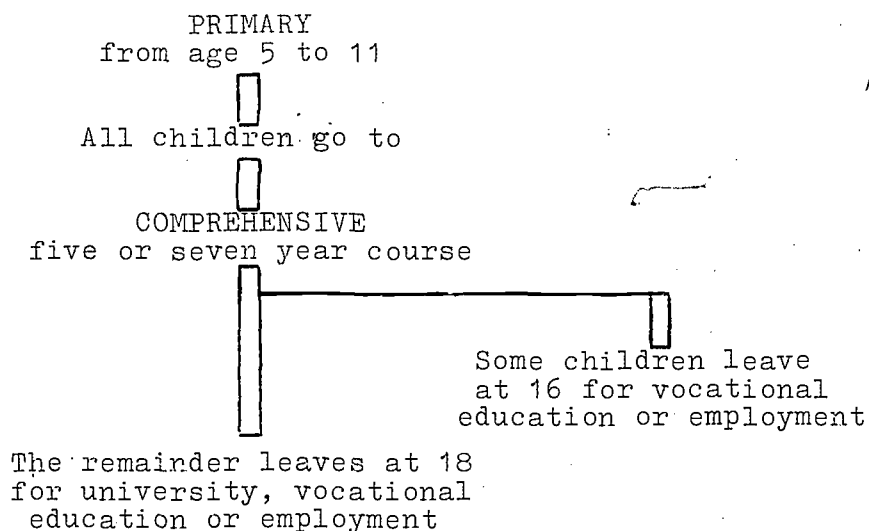 PRIMARY
from age 5 to 11
All children go to
COMPREHENSIVE
five or seven year course
Some children leave
at 16 for vocational
education or employment
The remainder leaves at 18
for university, vocational
education or employment